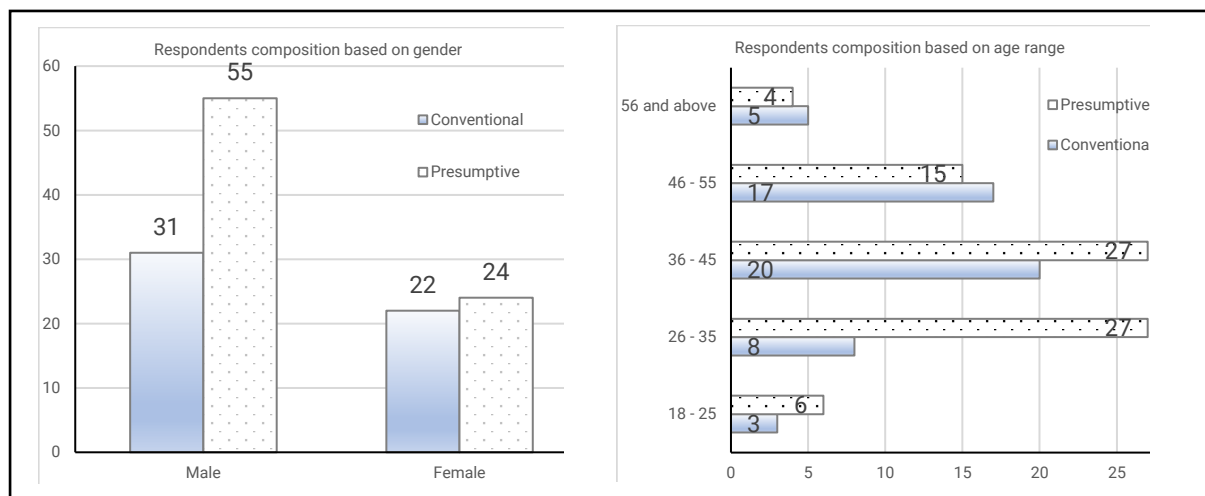 Respondents composition based on gender
60
50
40
30
20
10
0
55
31
24
22
Conventional
Presumptive
Male
Female
Respondents composition based on age range
56 and above
4
5
Presumptive
Conventiona
46 - 55
15
17
36 - 45
27
20
26 - 35
27
8
18 - 25
6
3
0
5
10
15
20
25